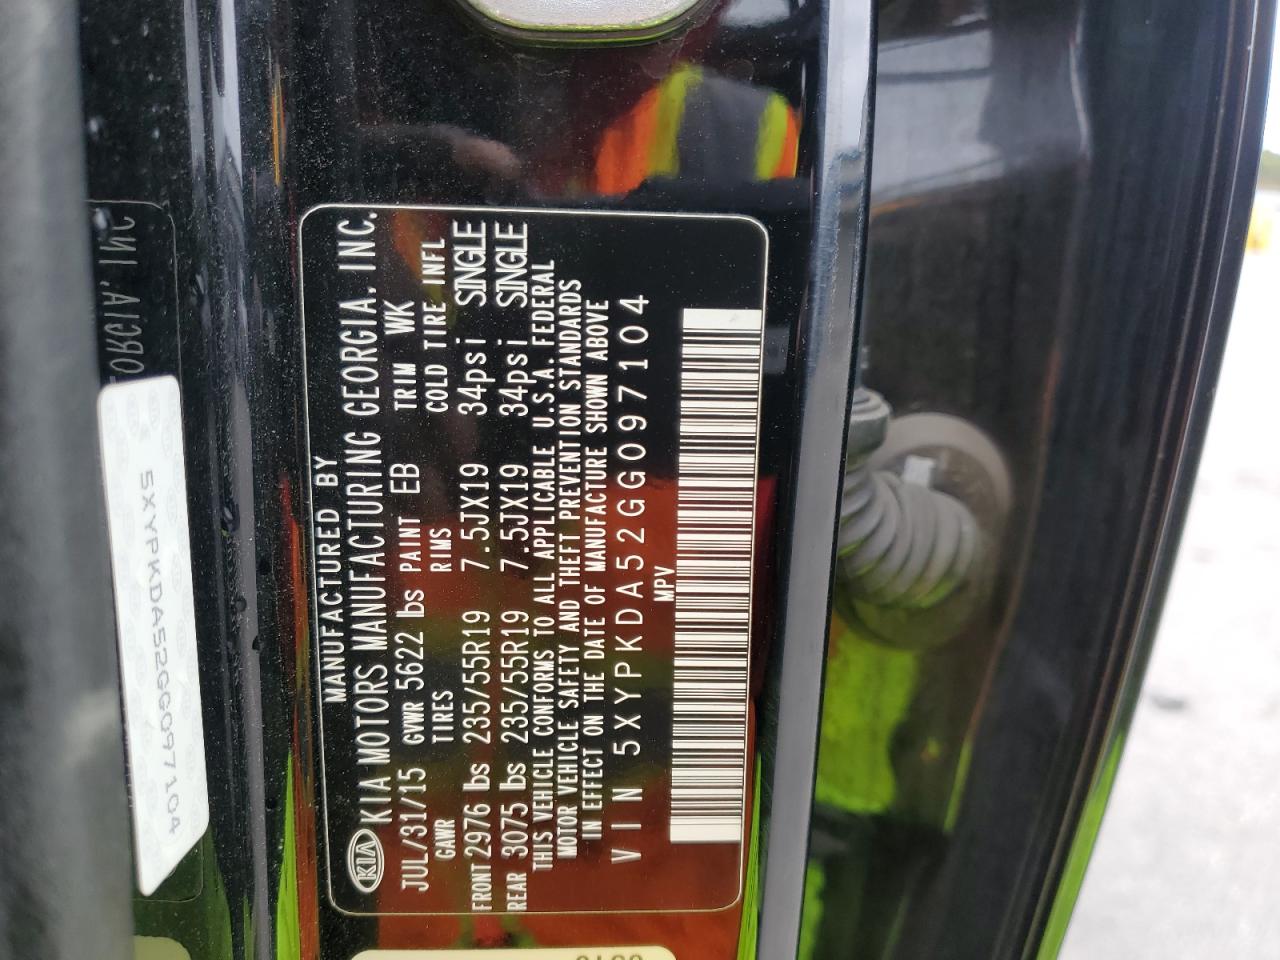 MANUFACTURED BY
KIA KIA MOTORS MANUFACTURING GEORGIA, INC.
JUL/31/15 GVWR 5622 lbs PAINT EB TRIM WK
GAWR TIRES RIMS COLD TIRE INFL
FRONT 2976 lbs 235/55R19 7.5JX19 34psi SINGLE
REAR 3075 lbs 235/55R19 7.5JX19 34psi SINGLE
THIS VEHICLE CONFORMS TO ALL APPLICABLE U.S.A. FEDERAL
MOTOR VEHICLE SAFETY AND THEFT PREVENTION STANDARDS
IN EFFECT ON THE DATE OF MANUFACTURE SHOWN ABOVE
VIN 5XYPKDA52GG097104
MPV
5XYPKDA52GG097104